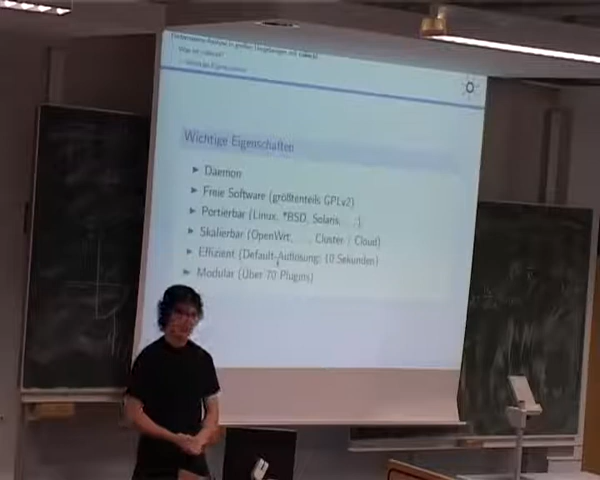 Wichtige Eigenschaften
Daemon
Freie Software (größtenteils GPLv2)
Portierbar (Linux, *BSD, Solaris, ...)
Skalierbar (OpenWrt, ..., Cluster / Cloud)
Effizient (Default-Auflösung: 10 Sekunden)
Modular (Über 70 Plugins)